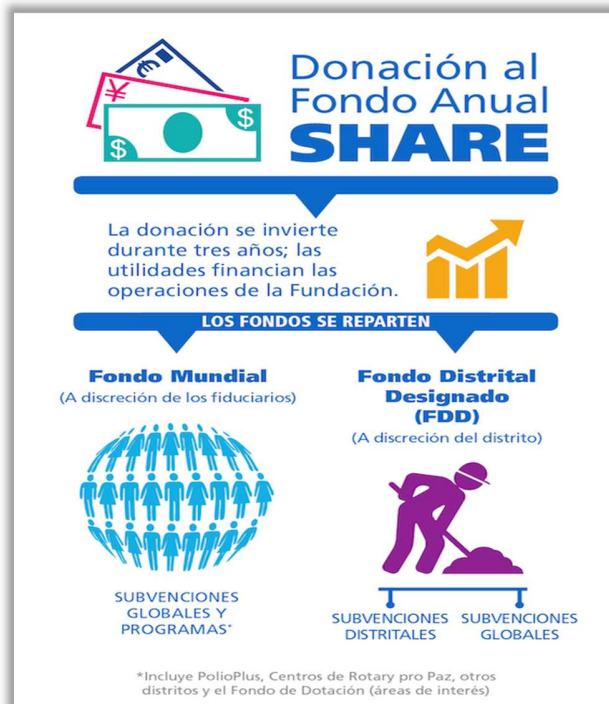 Donación al
Fondo Anual
SHARE
La donación se invierte
durante tres años; las
utilidades financian las
operaciones de la Fundación.
LOS FONDOS SE REPARTEN
Fondo Mundial
(A discreción de los fiduciarios)
SUBVENCIONES
GLOBALES Y
PROGRAMAS*
Fondo Distrital
Designado
(FDD)
(A discreción del distrito)
SUBVENCIONES
DISTRITALES
SUBVENCIONES
GLOBALES
*Incluye PolioPlus, Centros de Rotary pro Paz, otros
distritos y el Fondo de Dotación (áreas de interés)